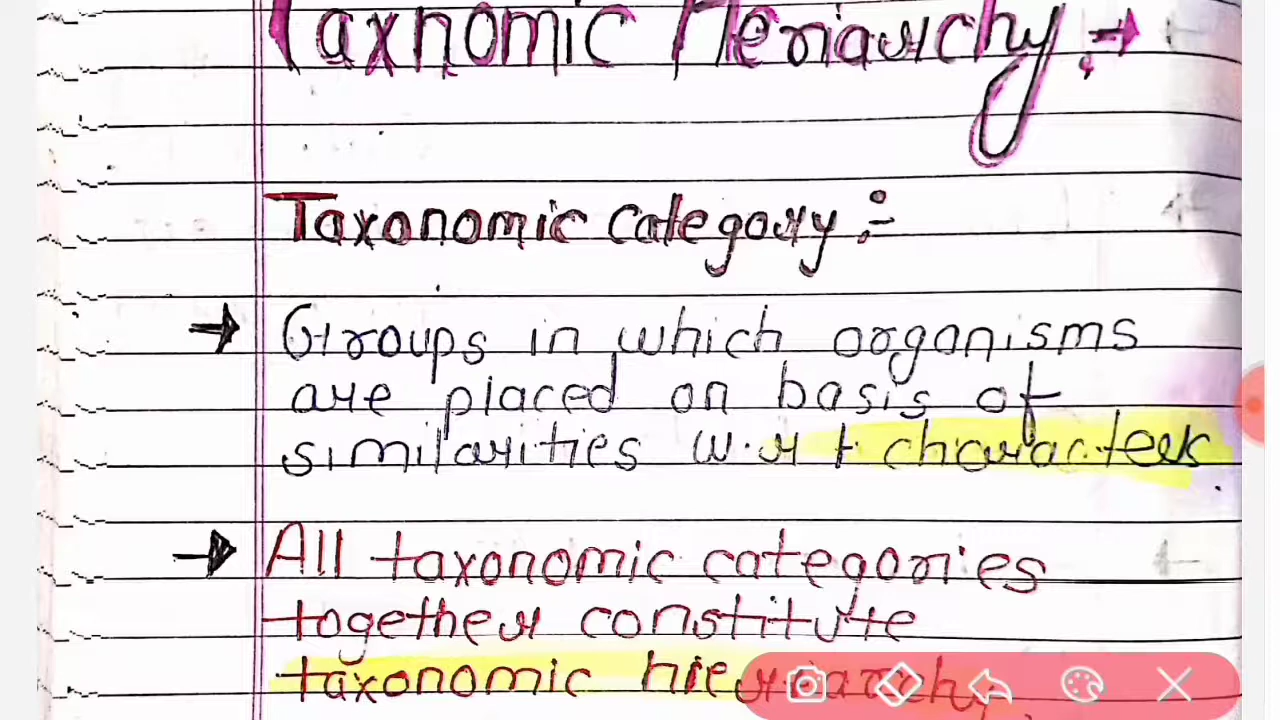 Taxnomic Heriarchy :→
Taxonomic category :-
→ Groups in which organisms
are placed on basis of
similarities w.r.t characters.
→ All taxonomic categories
together constitute
taxonomic hierarchy.